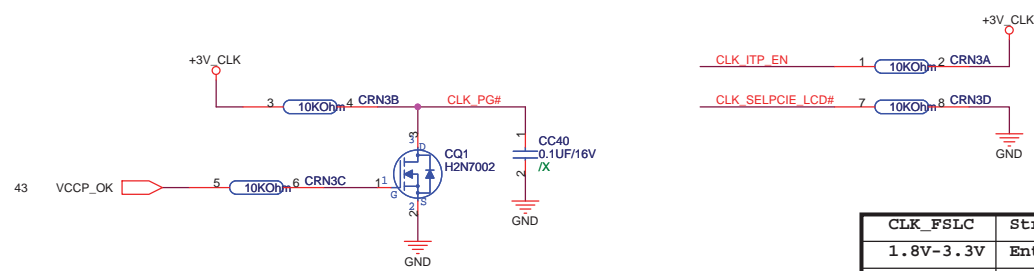 +3V_CLK
+3V_CLK
CLK_ITP_EN
1
10KOhm
2
CRN3A
3
10KOhm
4
CRN3B
CLK_PG#
CLK_SELPCIE_LCD#
7
10KOhm
8
CRN3D
GND
3
3
D
CQ1
H2N7002
1
CC40
0.1UF/16V
/X
2
43
VCCP_OK
5
10KOhm
6
CRN3C
1
1
G
2
S
2
GND
GND
CLK_FSLC
1.8V-3.3V